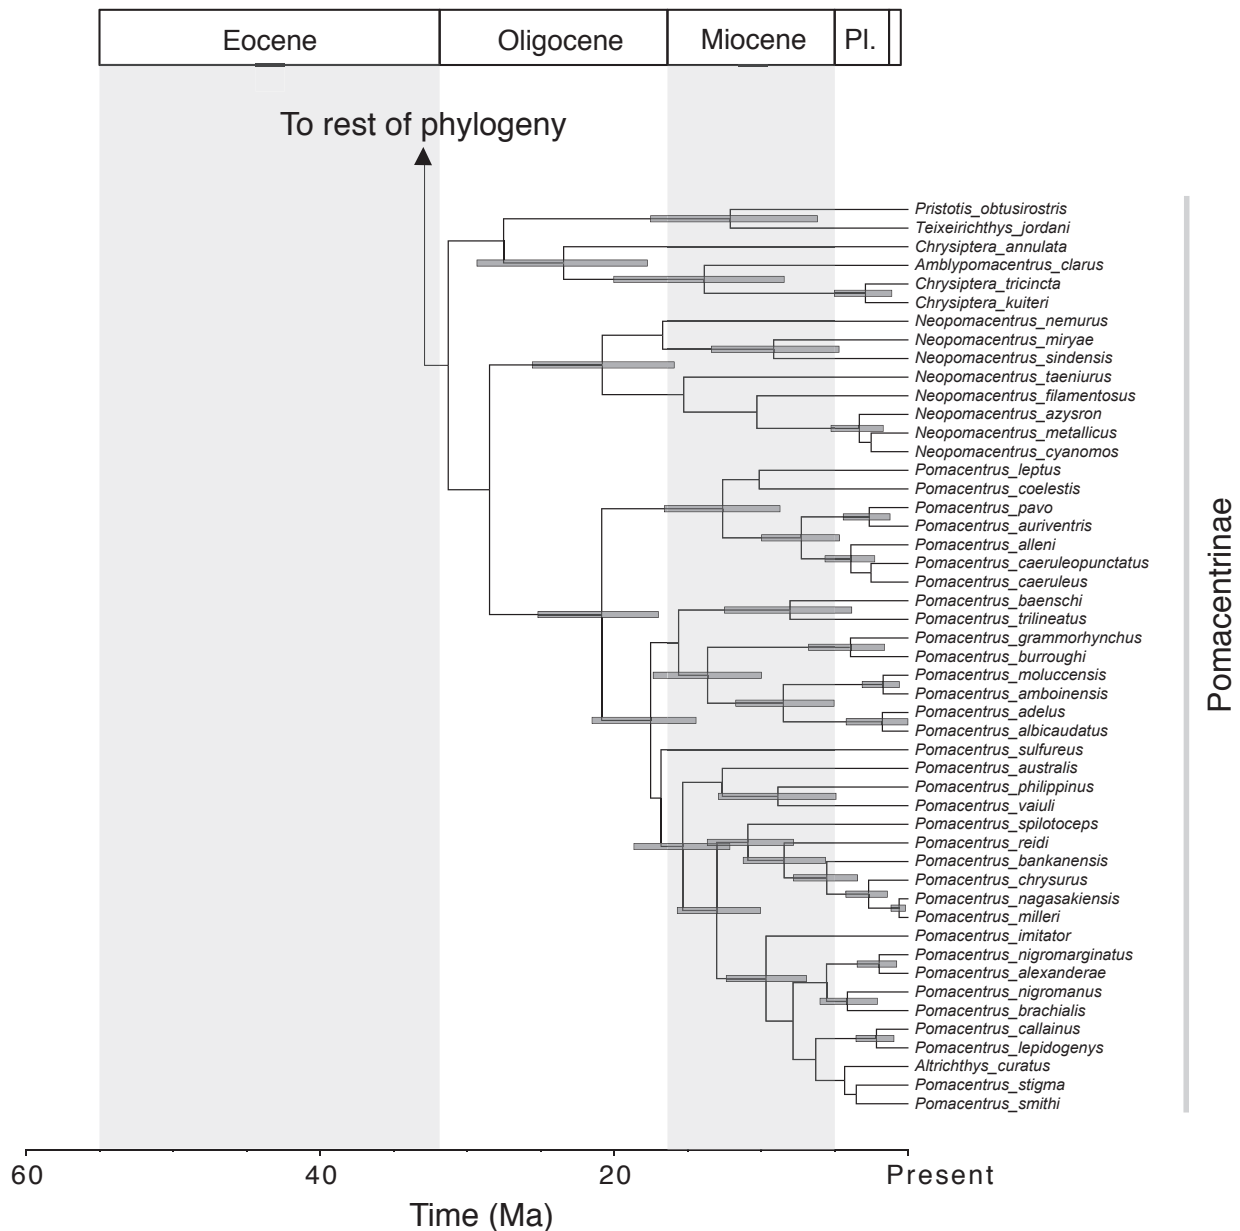 Eocene Oligocene Miocene Pl.
To rest of phylogeny
Pristotis_obtusirostris
Teixeirichthys_jordani
Chrysiptera_annulata
Amblypomacentrus_clarus
Chrysiptera_tricincta
Chrysiptera_kuiteri
Neopomacentrus_nemurus
Neopomacentrus_miryae
Neopomacentrus_sindensis
Neopomacentrus_taeniurus
Neopomacentrus_filamentosus
Neopomacentrus_azysron
Neopomacentrus_metallicus
Neopomacentrus_cyanomos
Pomacentrus_leptus
Pomacentrus_coelestis
Pomacentrus_pavo
Pomacentrus_auriventris
Pomacentrus_alleni
Pomacentrus_caeruleopunctatus
Pomacentrus_caeruleus
Pomacentrus_baenschi
Pomacentrus_trilineatus
Pomacentrus_grammorhynchus
Pomacentrus_burroughi
Pomacentrus_moluccensis
Pomacentrus_amboinensis
Pomacentrus_adelus
Pomacentrus_albicaudatus
Pomacentrus_sulfureus
Pomacentrus_australis
Pomacentrus_philippinus
Pomacentrus_vaiuli
Pomacentrus_spilotoceps
Pomacentrus_reidi
Pomacentrus_bankanensis
Pomacentrus_chrysurus
Pomacentrus_nagasakiensis
Pomacentrus_milleri
Pomacentrus_imitator
Pomacentrus_nigromarginatus
Pomacentrus_alexanderae
Pomacentrus_nigromanus
Pomacentrus_brachialis
Pomacentrus_callainus
Pomacentrus_lepidogenys
Altrichthys_curatus
Pomacentrus_stigma
Pomacentrus_smithi
Pomacentrinae
60 40 20 Present
Time (Ma)